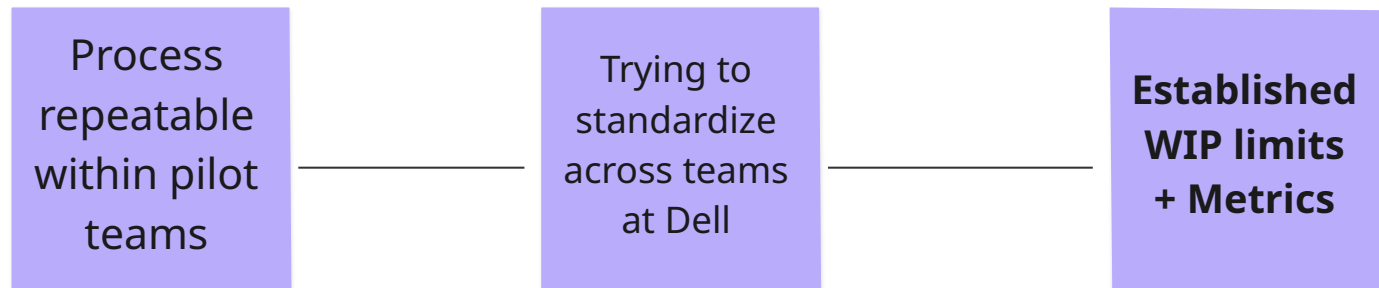 Process
repeatable
within pilot
teams
Trying to
standardize
across teams
at Dell
Established
WIP limits
+ Metrics